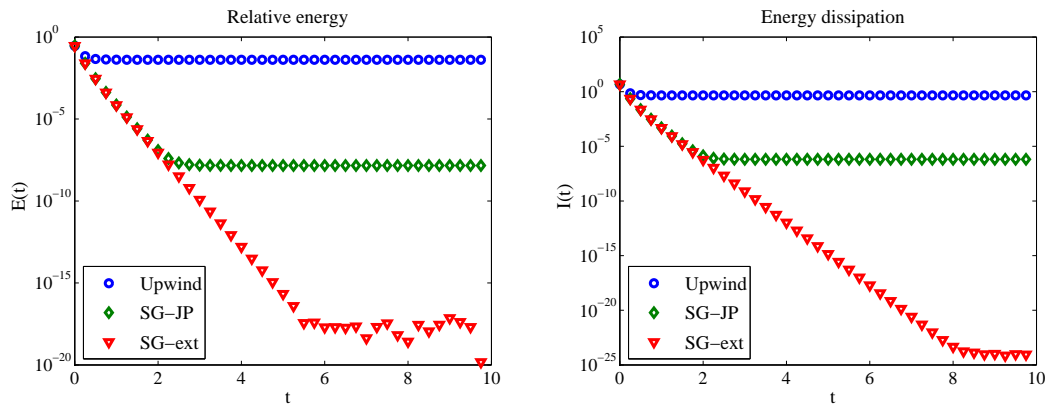 Relative energy
10^0
10^−5
10^−10
10^−15
10^−20
E(t)
Upwind
SG−JP
SG−ext
0 2 4 6 8 10
t
Energy dissipation
10^5
10^0
10^−5
10^−10
10^−15
10^−20
10^−25
I(t)
Upwind
SG−JP
SG−ext
0 2 4 6 8 10
t